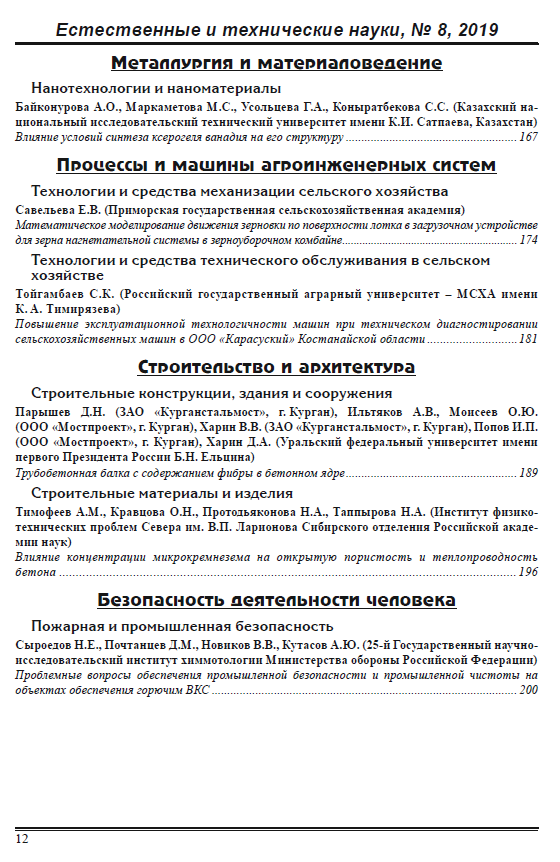 Естественные и технические науки, № 8, 2019
Металлургия и материаловедение
Нанотехнологии и наноматериалы
Байконурова А.О., Маркаметова М.С., Усольцева Г.А., Коныратбекова С.С. (Казахский на-
циональный исследовательский технический университет имени К.И. Сатпаева, Казахстан)
Влияние условий синтеза ксерогеля ванадия на его структуру ... 167
Процессы и машины агроинженерных систем
Технологии и средства механизации сельского хозяйства
Савельева Е.В. (Приморская государственная сельскохозяйственная академия)
Математическое моделирование движения зерновки по поверхности лотка в загрузочном устройстве
для зерна нагнетательной системы в зерноуборочном комбайне... 174
Технологии и средства технического обслуживания в сельском
хозяйстве
Тойгамбаев С.К. (Российский государственный аграрный университет – МСХА имени
К. А. Тимирязева)
Повышение эксплуатационной технологичности машин при техническом диагностировании
сельскохозяйственных машин в ООО «Карасуский» Костанайской области ... 181
Строительство и архитектура
Строительные конструкции, здания и сооружения
Парышев Д.Н. (ЗАО «Курганстальмост», г. Курган), Ильтяков А.В., Моисеев О.Ю.
(ООО «Мостпроект», г. Курган), Харин В.В. (ЗАО «Курганстальмост», г. Курган), Попов И.П.
(ООО «Мостпроект», г. Курган), Харин Д.А. (Уральский федеральный университет имени
первого Президента России Б.Н. Ельцина)
Трубобетонная балка с содержанием фибры в бетонном ядре ... 189
Строительные материалы и изделия
Тимофеев А.М., Кравцова О.Н., Протодьяконова Н.А., Таппырова Н.А. (Институт физико-
технических проблем Севера им. В.П. Ларионова Сибирского отделения Российской акаде-
мии наук)
Влияние концентрации микрокремнезема на открытую пористость и теплопроводность
бетона ... 196
Безопасность деятельности человека
Пожарная и промышленная безопасность
Сыроедов Н.Е., Почтанцев Д.М., Новиков В.В., Кутасов А.Ю. (25-й Государственный научно-
исследовательский институт химмотологии Министерства обороны Российской Федерации)
Проблемные вопросы обеспечения промышленной безопасности и промышленной чистоты на
объектах обеспечения горючим ВКС ... 200
12